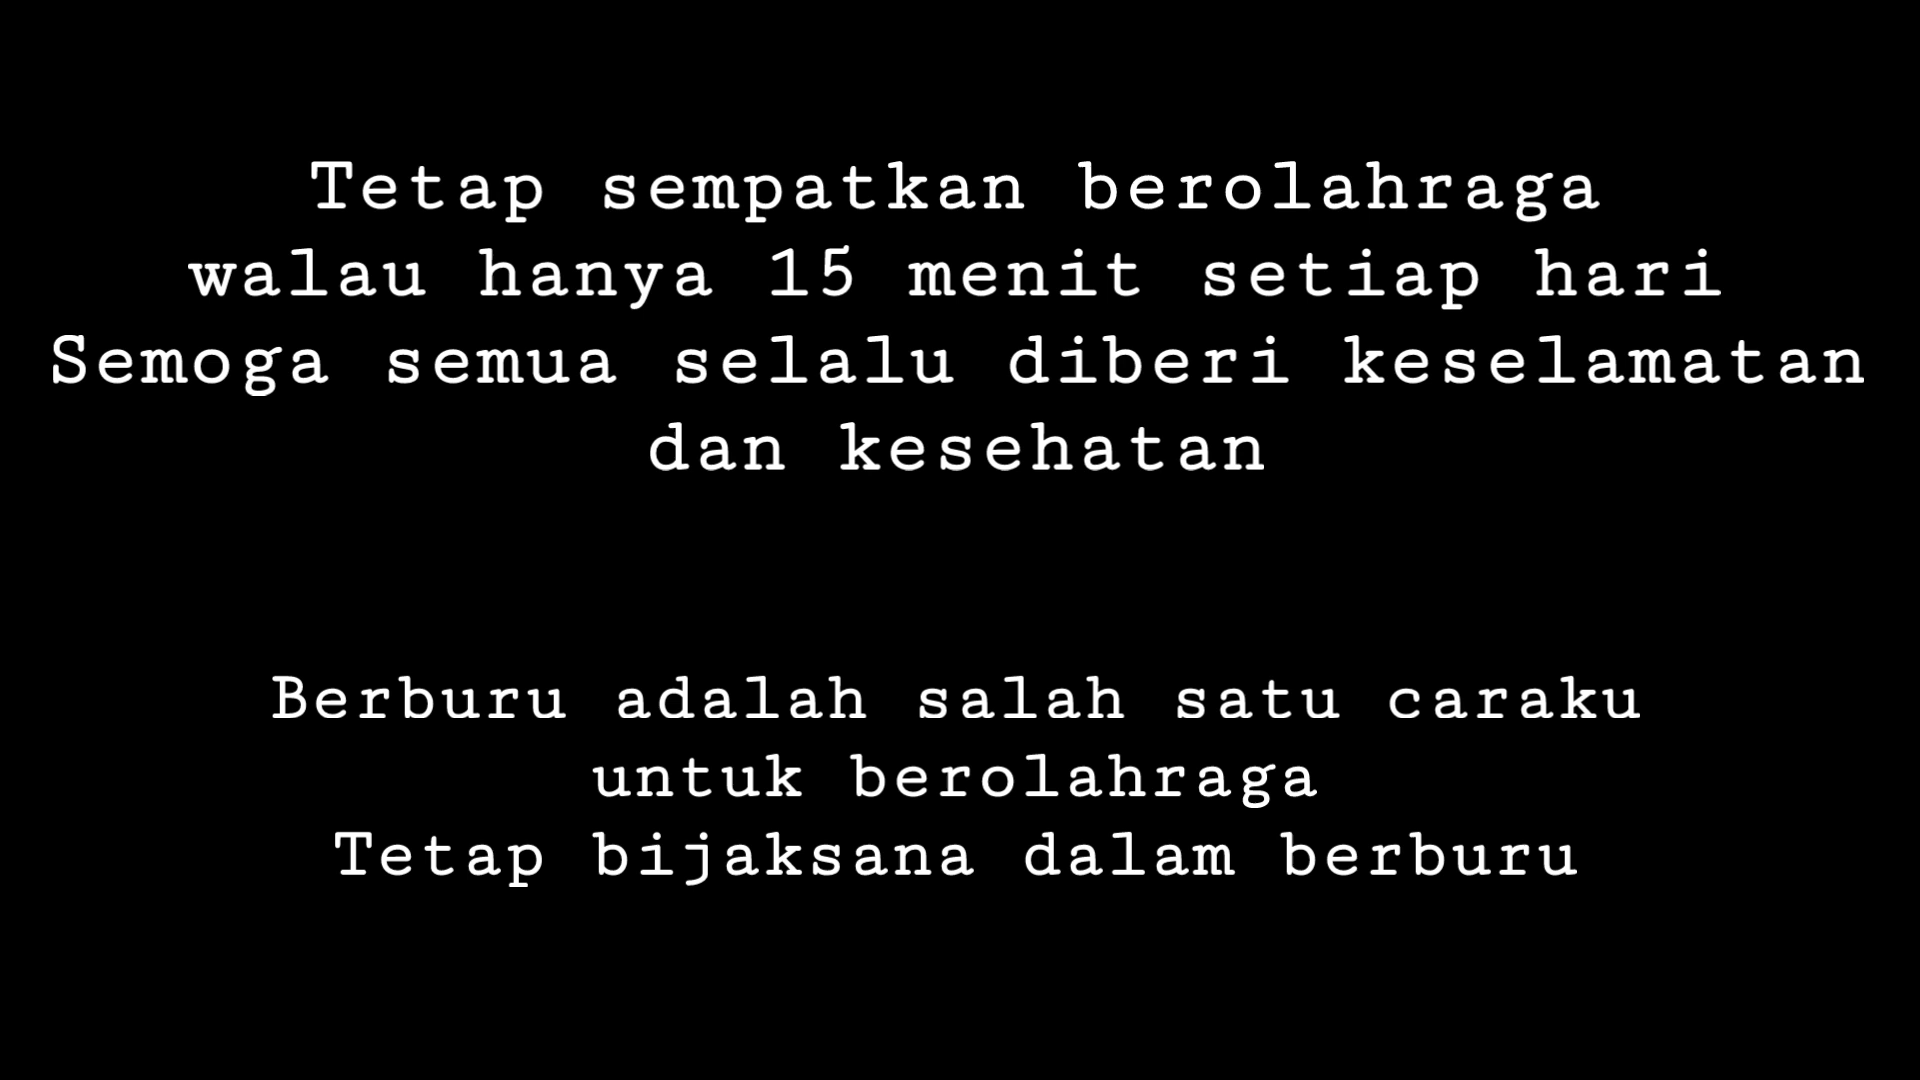 Tetap sempatkan berolahraga
walau hanya 15 menit setiap hari
Semoga semua selalu diberi keselamatan
dan kesehatan
Berburu adalah salah satu caraku
untuk berolahraga
Tetap bijaksana dalam berburu